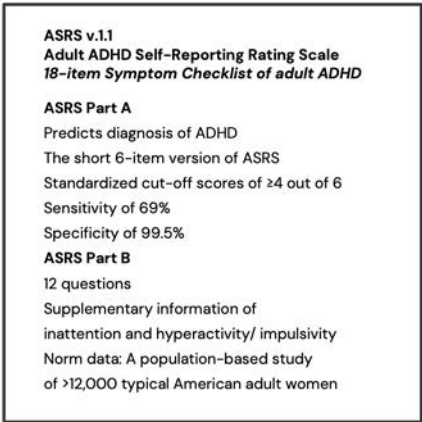 ASRS v.1.1
Adult ADHD Self-Reporting Rating Scale
18-item Symptom Checklist of adult ADHD
ASRS Part A
Predicts diagnosis of ADHD
The short 6-item version of ASRS
Standardized cut-off scores of ≥4 out of 6
Sensitivity of 69%
Specificity of 99.5%
ASRS Part B
12 questions
Supplementary information of
inattention and hyperactivity/ impulsivity
Norm data: A population-based study
of >12,000 typical American adult women